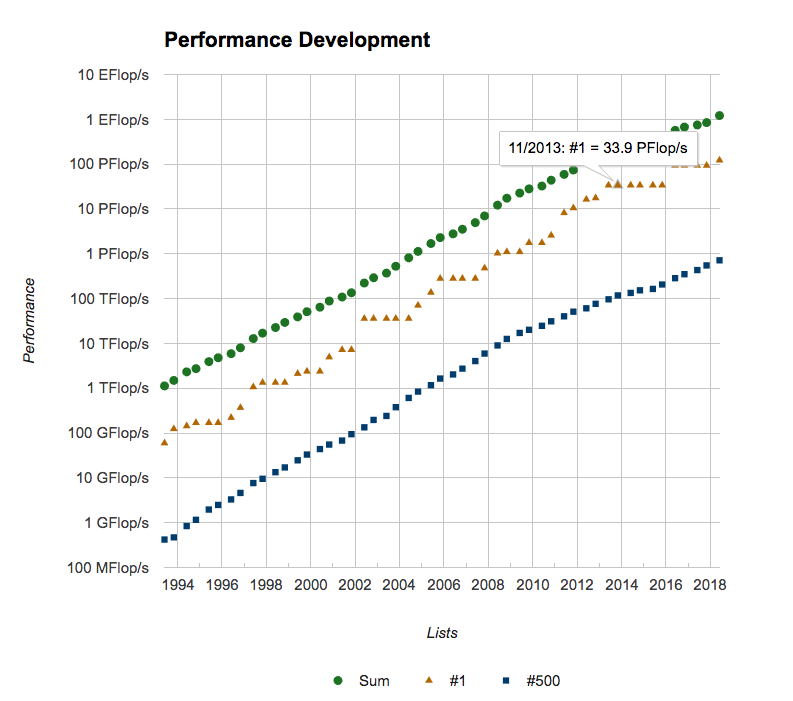 Performance Development
10 EFlop/s
1 EFlop/s
11/2013: #1 = 33.9 PFlop/s
100 PFlop/s
10 PFlop/s
1 PFlop/s
100 TFlop/s
Performance
10 TFlop/s
1 TFlop/s
100 GFlop/s
10 GFlop/s
1 GFlop/s
100 MFlop/s
1994 1996 1998 2000 2002 2004 2006 2008 2010 2012 2014 2016 2018
Lists
Sum #1 #500